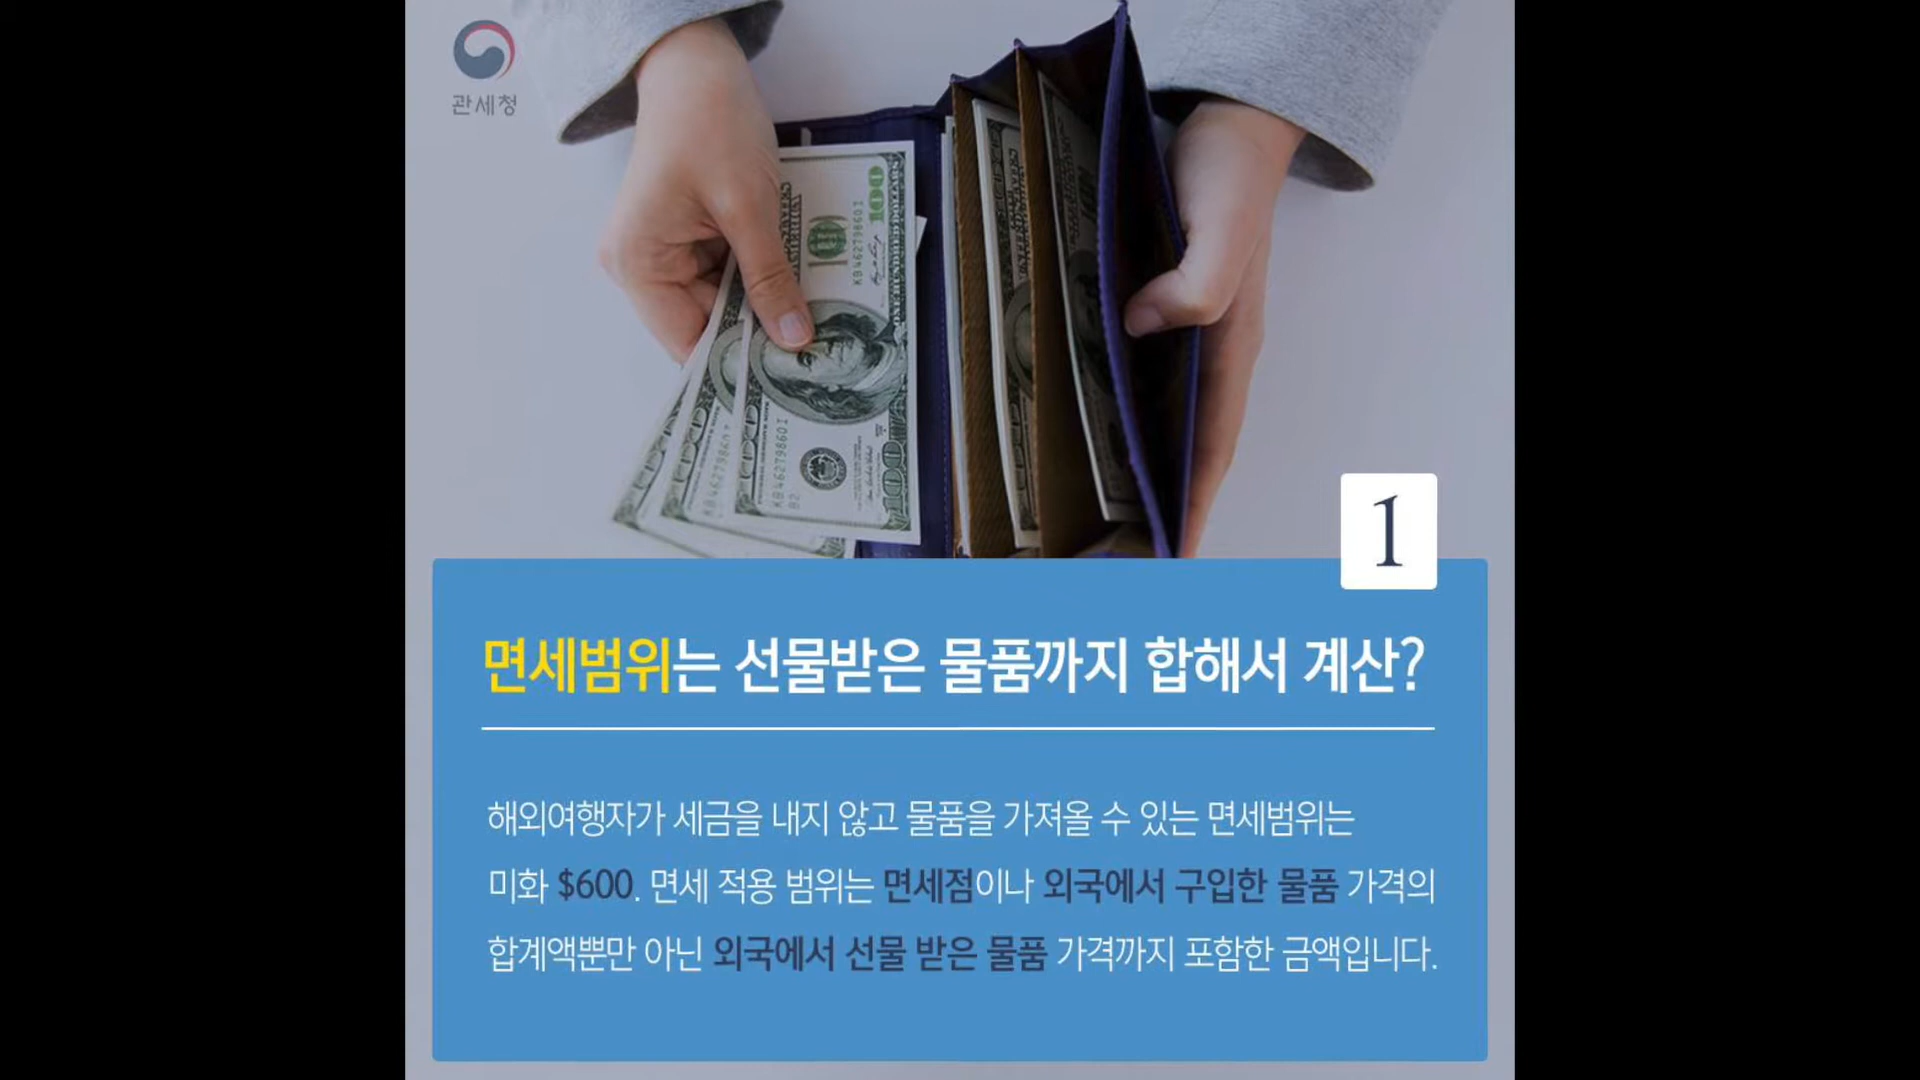 관세청
100
KB46279860I
100
KB46279860I
B2
1
면세범위는 선물받은 물품까지 합해서 계산?
해외여행자가 세금을 내지 않고 물품을 가져올 수 있는 면세범위는
미화 $600. 면세 적용 범위는 면세점이나 외국에서 구입한 물품 가격의
합계액뿐만 아닌 외국에서 선물 받은 물품 가격까지 포함한 금액입니다.